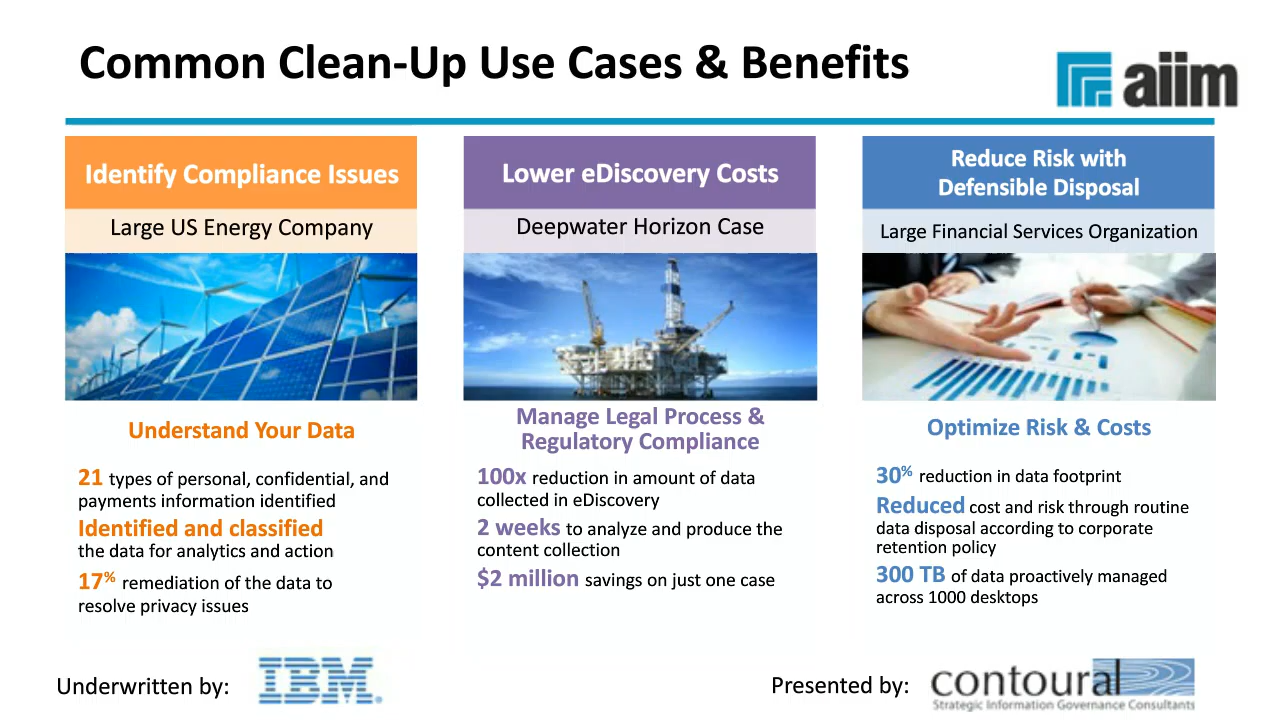 Common Clean-Up Use Cases & Benefits
aiim
Identify Compliance Issues
Large US Energy Company
Understand Your Data
21 types of personal, confidential, and
payments information identified
Identified and classified
the data for analytics and action
17% remediation of the data to
resolve privacy issues
Lower eDiscovery Costs
Deepwater Horizon Case
Manage Legal Process &
Regulatory Compliance
100x reduction in amount of data
collected in eDiscovery
2 weeks to analyze and produce the
content collection
$2 million savings on just one case
Reduce Risk with
Defensible Disposal
Large Financial Services Organization
Optimize Risk & Costs
30% reduction in data footprint
Reduced cost and risk through routine
data disposal according to corporate
retention policy
300 TB of data proactively managed
across 1000 desktops
Underwritten by:
IBM®
Presented by:
contoural
Strategic Information Governance Consultants